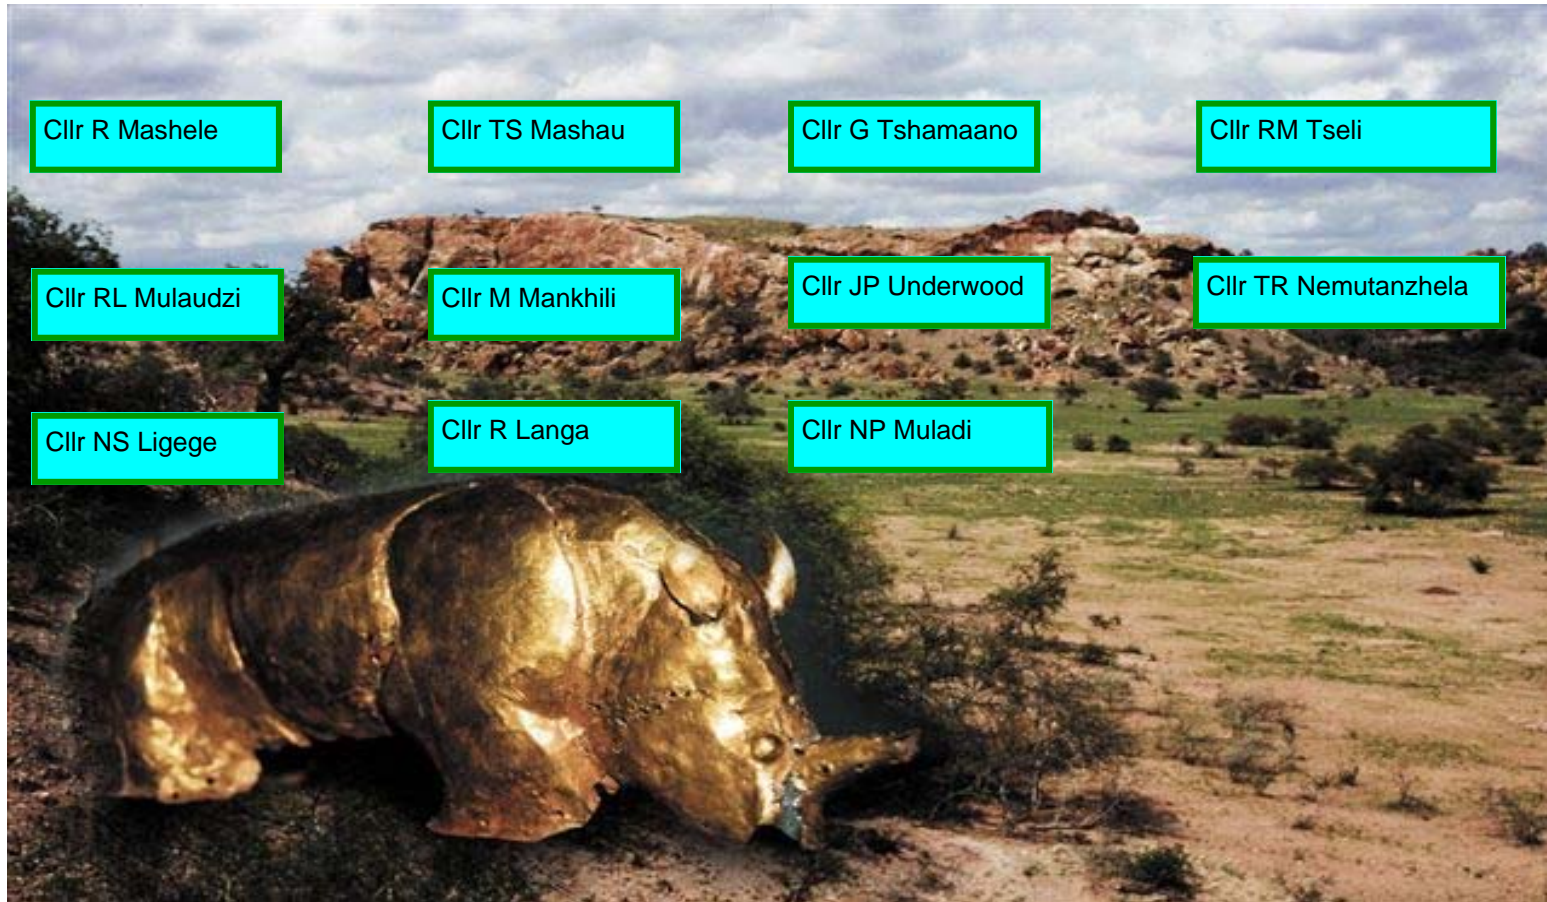 Cllr R Mashele
Cllr TS Mashau
Cllr G Tshamaano
Cllr RM Tseli
Cllr RL Mulaudzi
Cllr M Mankhili
Cllr JP Underwood
Cllr TR Nemutanzhela
Cllr NS Ligege
Cllr R Langa
Cllr NP Muladi